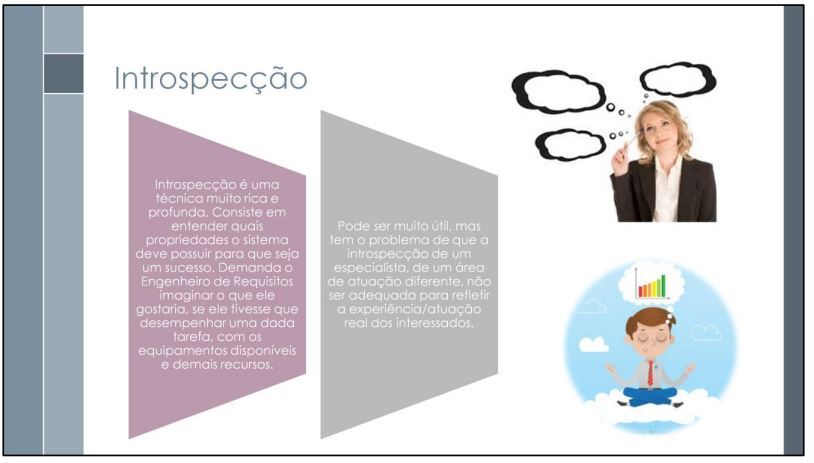 Introspecção
Introspecção é uma
técnica muito rica e
profunda. Consiste em
entender quais
propriedades o sistema
deve possuir para que seja
um sucesso. Demanda o
Engenheiro de Requisitos
imaginar o que ele
gostaria, se ele tivesse que
desempenhar uma dada
tarefa, com os
equipamentos disponíveis
e demais recursos.
Pode ser muito útil, mas
tem o problema de que a
introspecção de um
especialista, de um área
de atuação diferente, não
ser adequada para refletir
a experiência/atuação
real dos interessados.